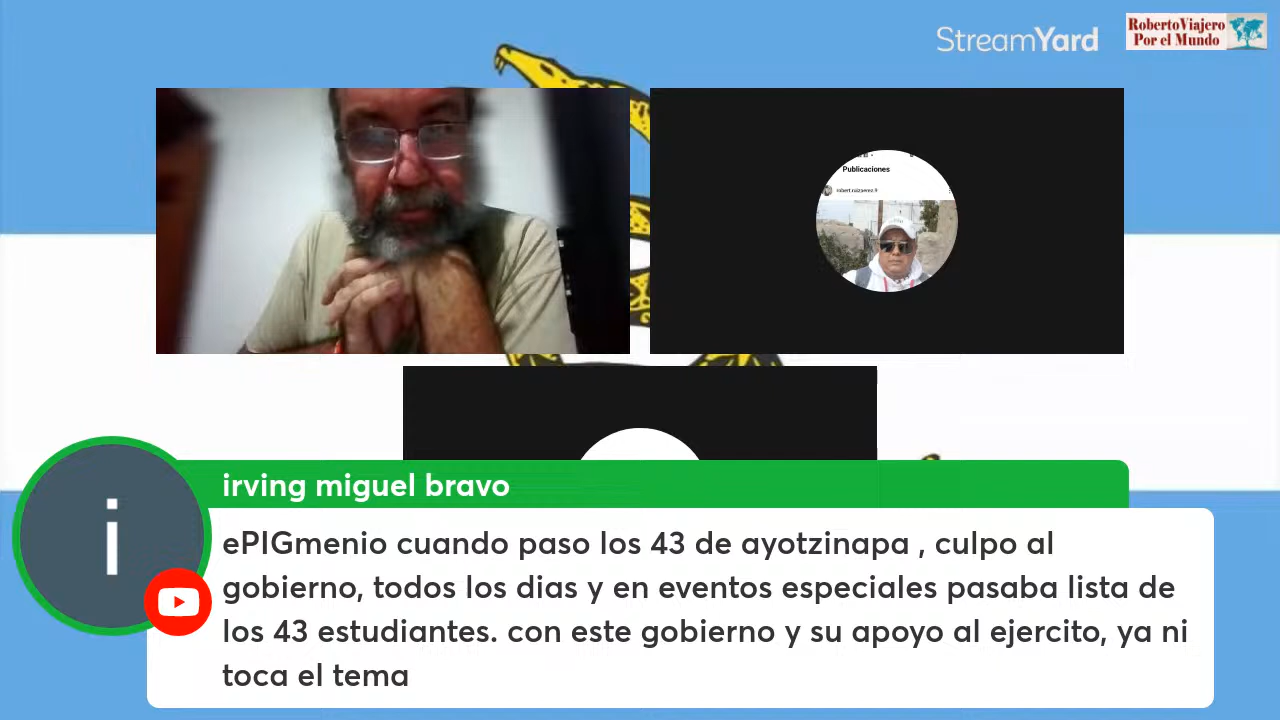 StreamYard
RobertoViajero
Por el Mundo
Publicaciones
i
irving miguel bravo
ePIGmenio cuando paso los 43 de ayotzinapa , culpo al
gobierno, todos los dias y en eventos especiales pasaba lista de
los 43 estudiantes. con este gobierno y su apoyo al ejercito, ya ni
toca el tema